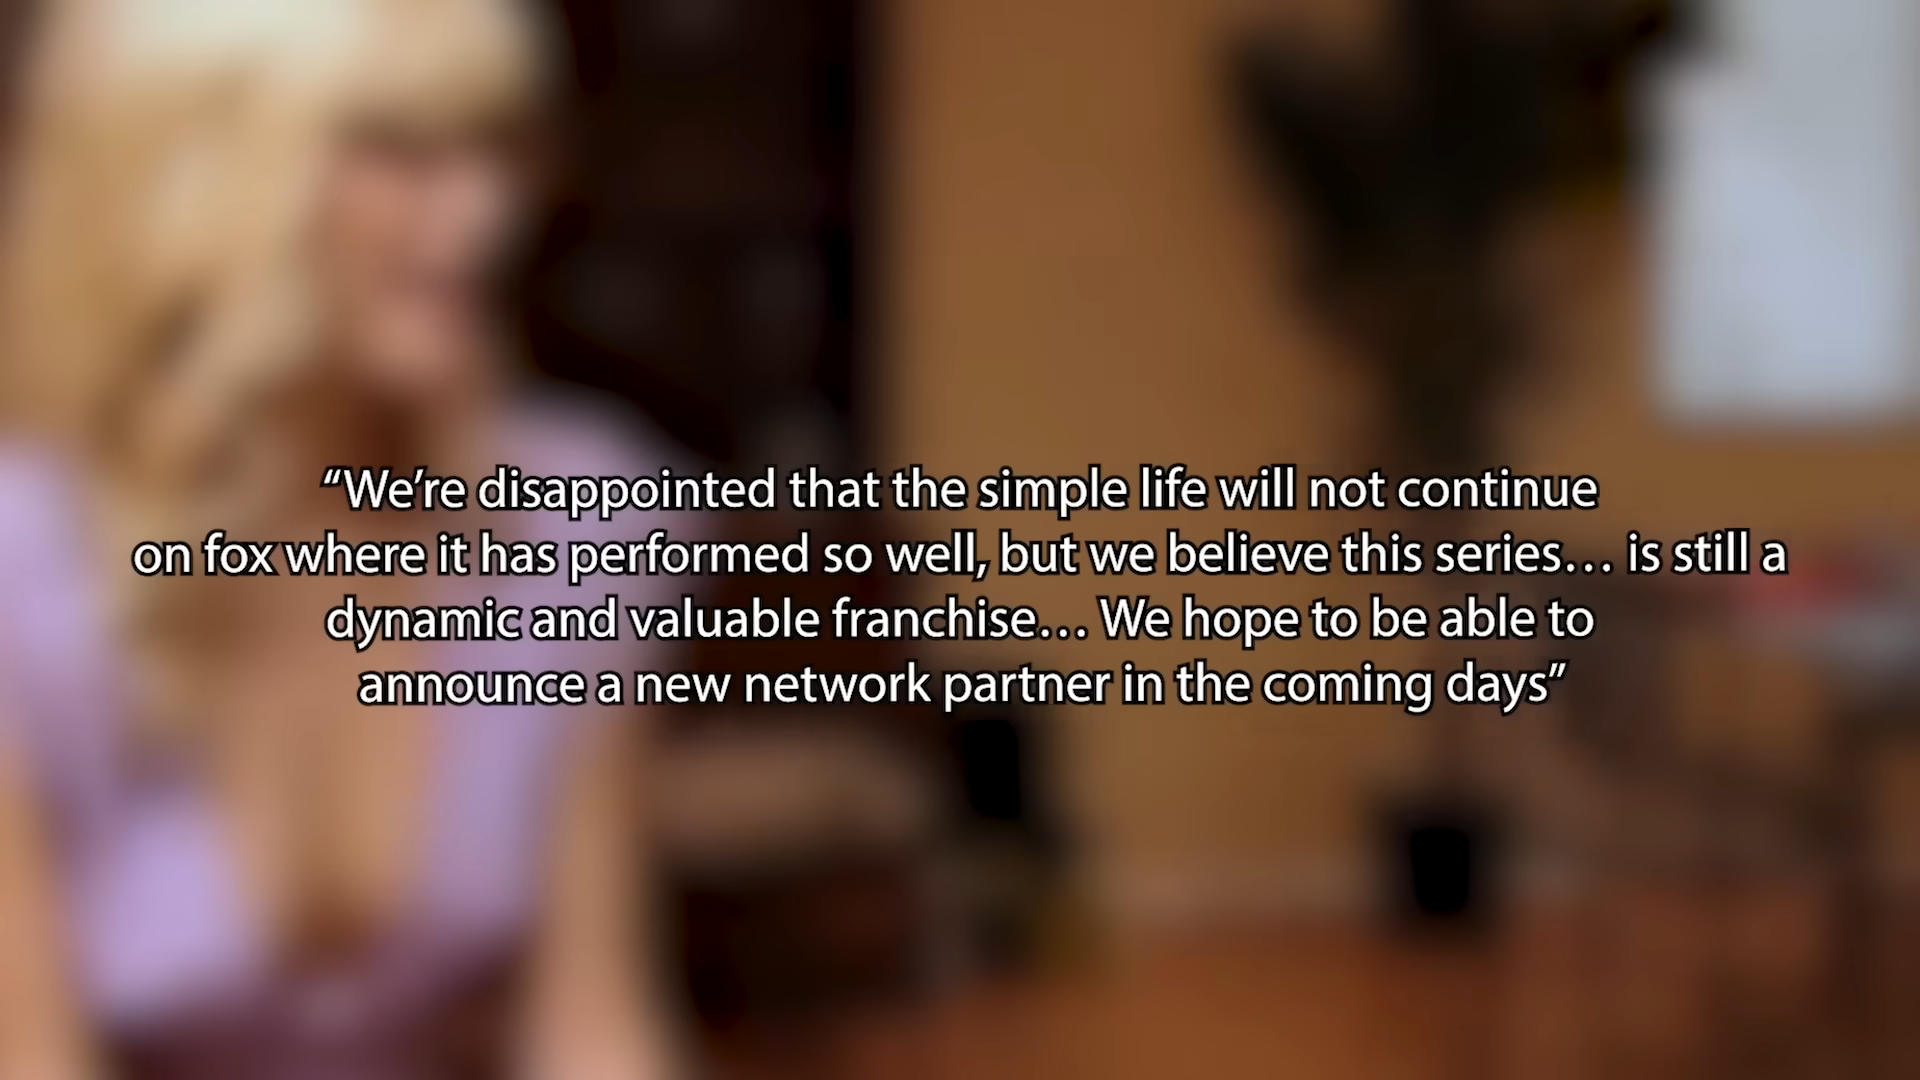 “We’re disappointed that the simple life will not continue
on fox where it has performed so well, but we believe this series… is still a
dynamic and valuable franchise… We hope to be able to
announce a new network partner in the coming days”